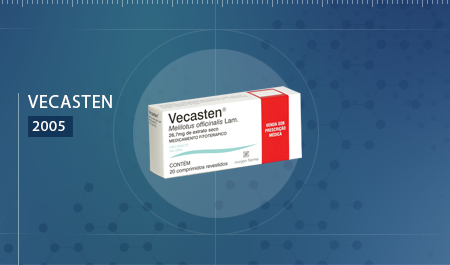 VECASTEN
2005
Vecasten®
Melilotus officinalis Lam.
26,7mg de extrato seco
MEDICAMENTO FITOTERÁPICO
CONTÉM
20 comprimidos revestidos
VENDA SOB
PRESCRIÇÃO
MÉDICA